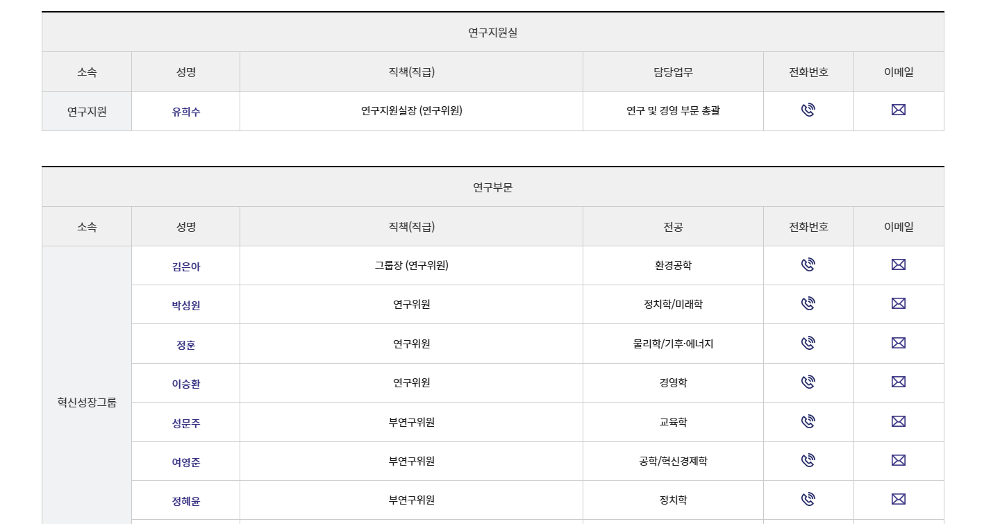 연구지원실
소속 성명 직책(직급) 담당업무 전화번호 이메일
연구지원 유희수 연구지원실장 (연구위원) 연구 및 경영 부문 총괄
연구부문
소속 성명 직책(직급) 전공 전화번호 이메일
김은아 그룹장 (연구위원) 환경공학
박성원 연구위원 정치학/미래학
정훈 연구위원 물리학/기후·에너지
이승환 연구위원 경영학
혁신성장그룹
성문주 부연구위원 교육학
여영준 부연구위원 공학/혁신경제학
정혜윤 부연구위원 정치학